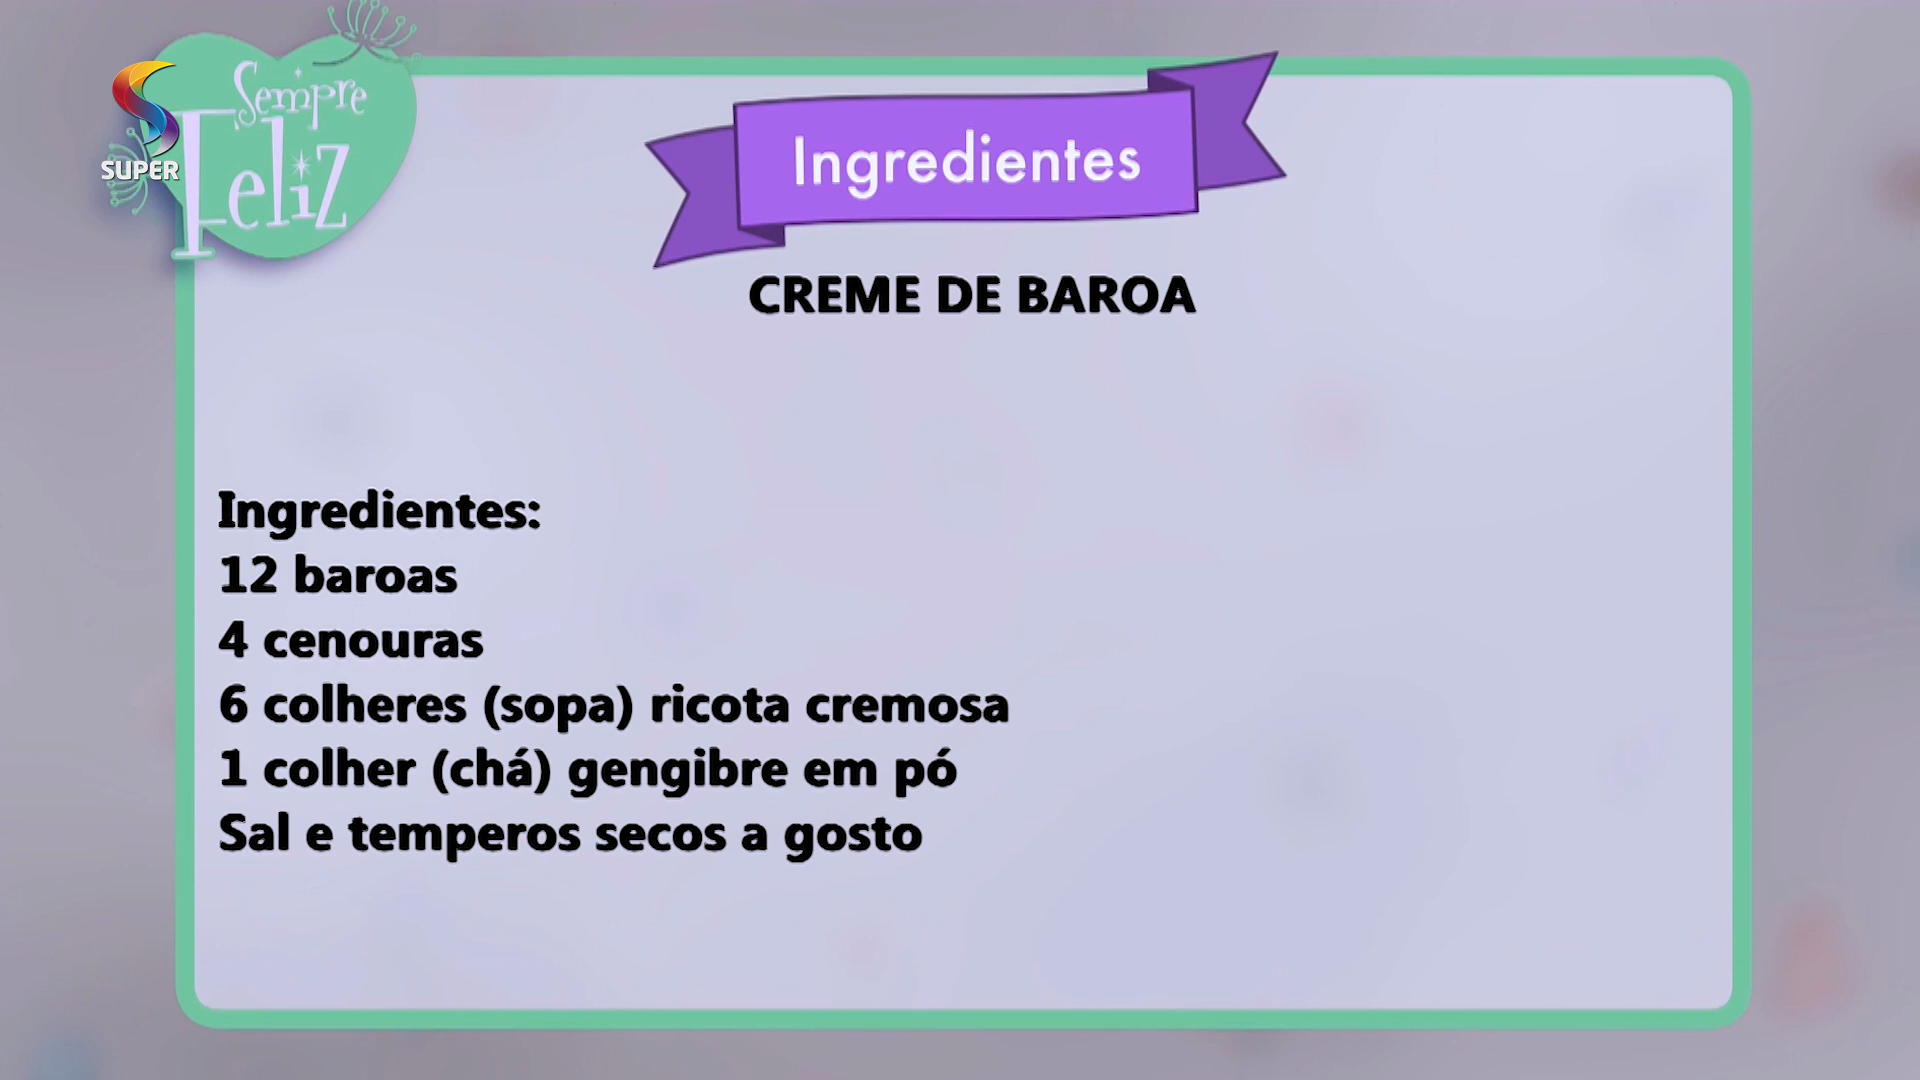 Sempre
Feliz
SUPER
Ingredientes
CREME DE BAROA
Ingredientes:
12 baroas
4 cenouras
6 colheres (sopa) ricota cremosa
1 colher (chá) gengibre em pó
Sal e temperos secos a gosto